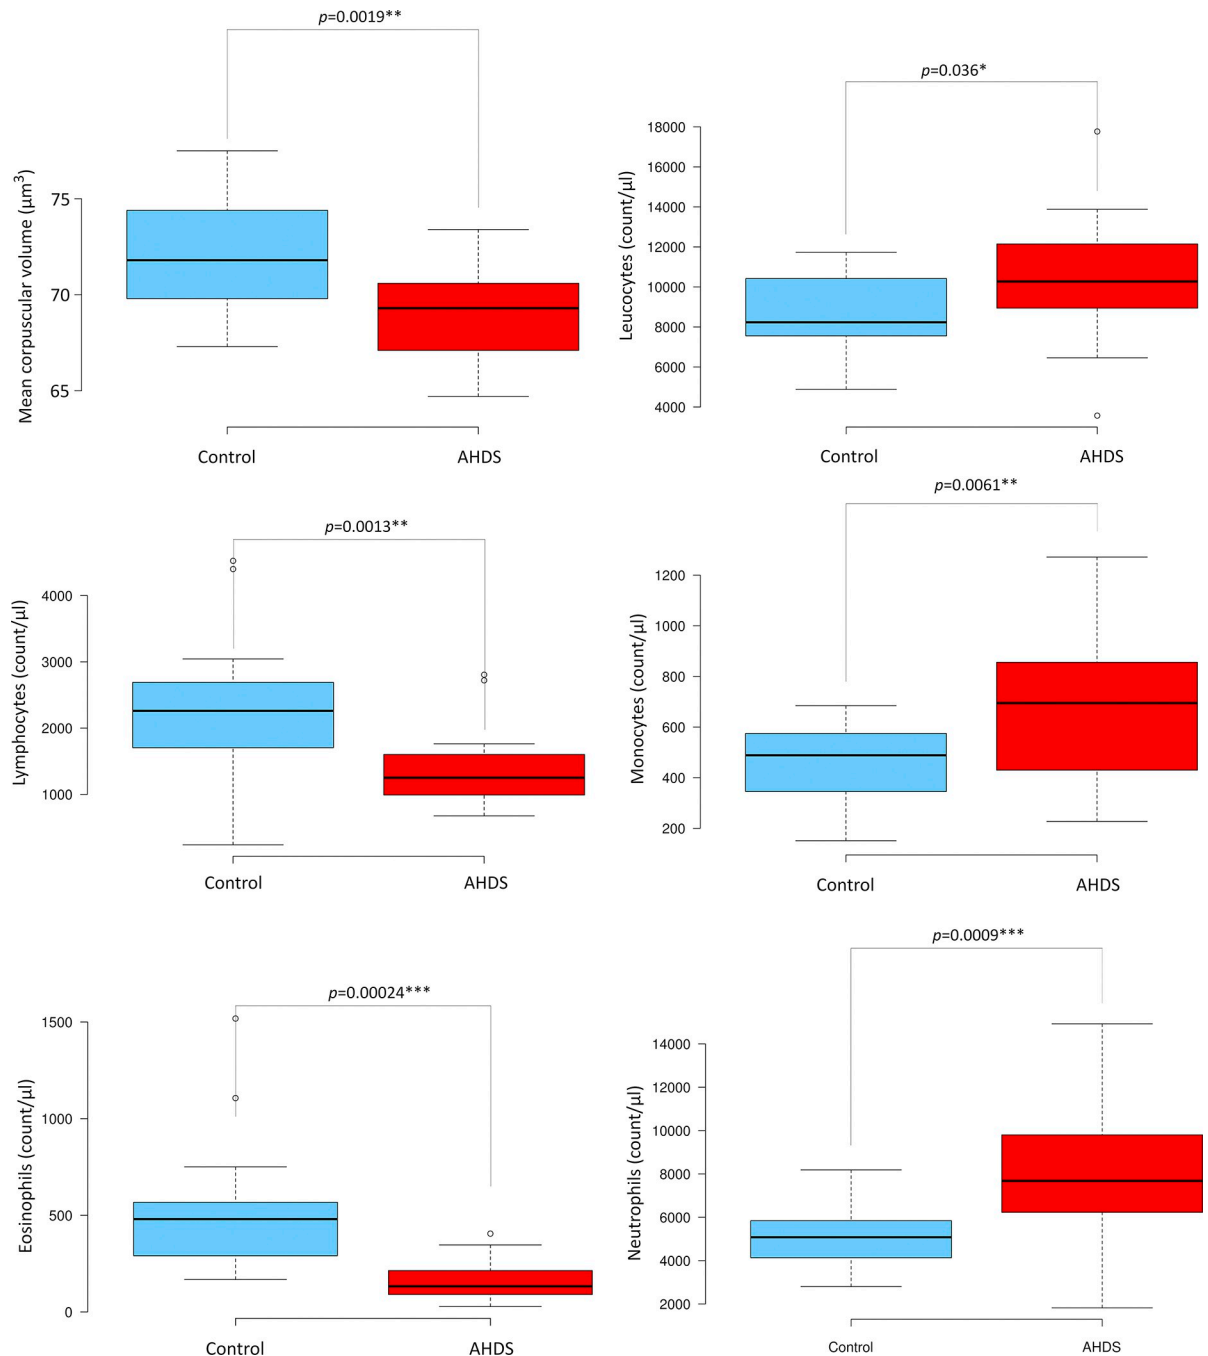 p=0.0019**
Mean corpuscular volume (µm³)
75
70
65
Control
AHDS
p=0.036*
Leucocytes (count/µl)
18000
16000
14000
12000
10000
8000
6000
4000
Control
AHDS
p=0.0013**
Lymphocytes (count/µl)
4000
3000
2000
1000
Control
AHDS
p=0.0061**
Monocytes (count/µl)
1200
1000
800
600
400
200
Control
AHDS
p=0.00024***
Eosinophils (count/µl)
1500
1000
500
0
Control
AHDS
p=0.0009***
Neutrophils (count/µl)
14000
12000
10000
8000
6000
4000
2000
Control
AHDS